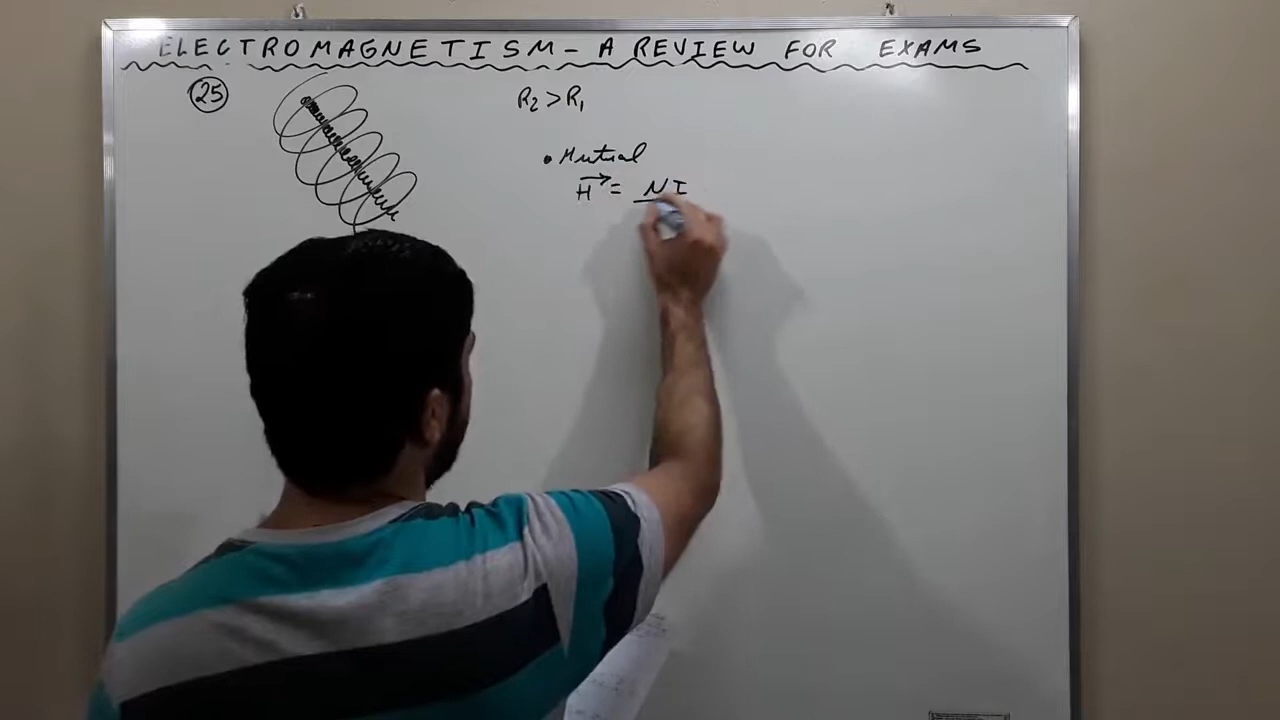 ELECTROMAGNETISM - A REVIEW FOR EXAMS
25
R₂ > R₁
• Mutual
H⃗ = NI